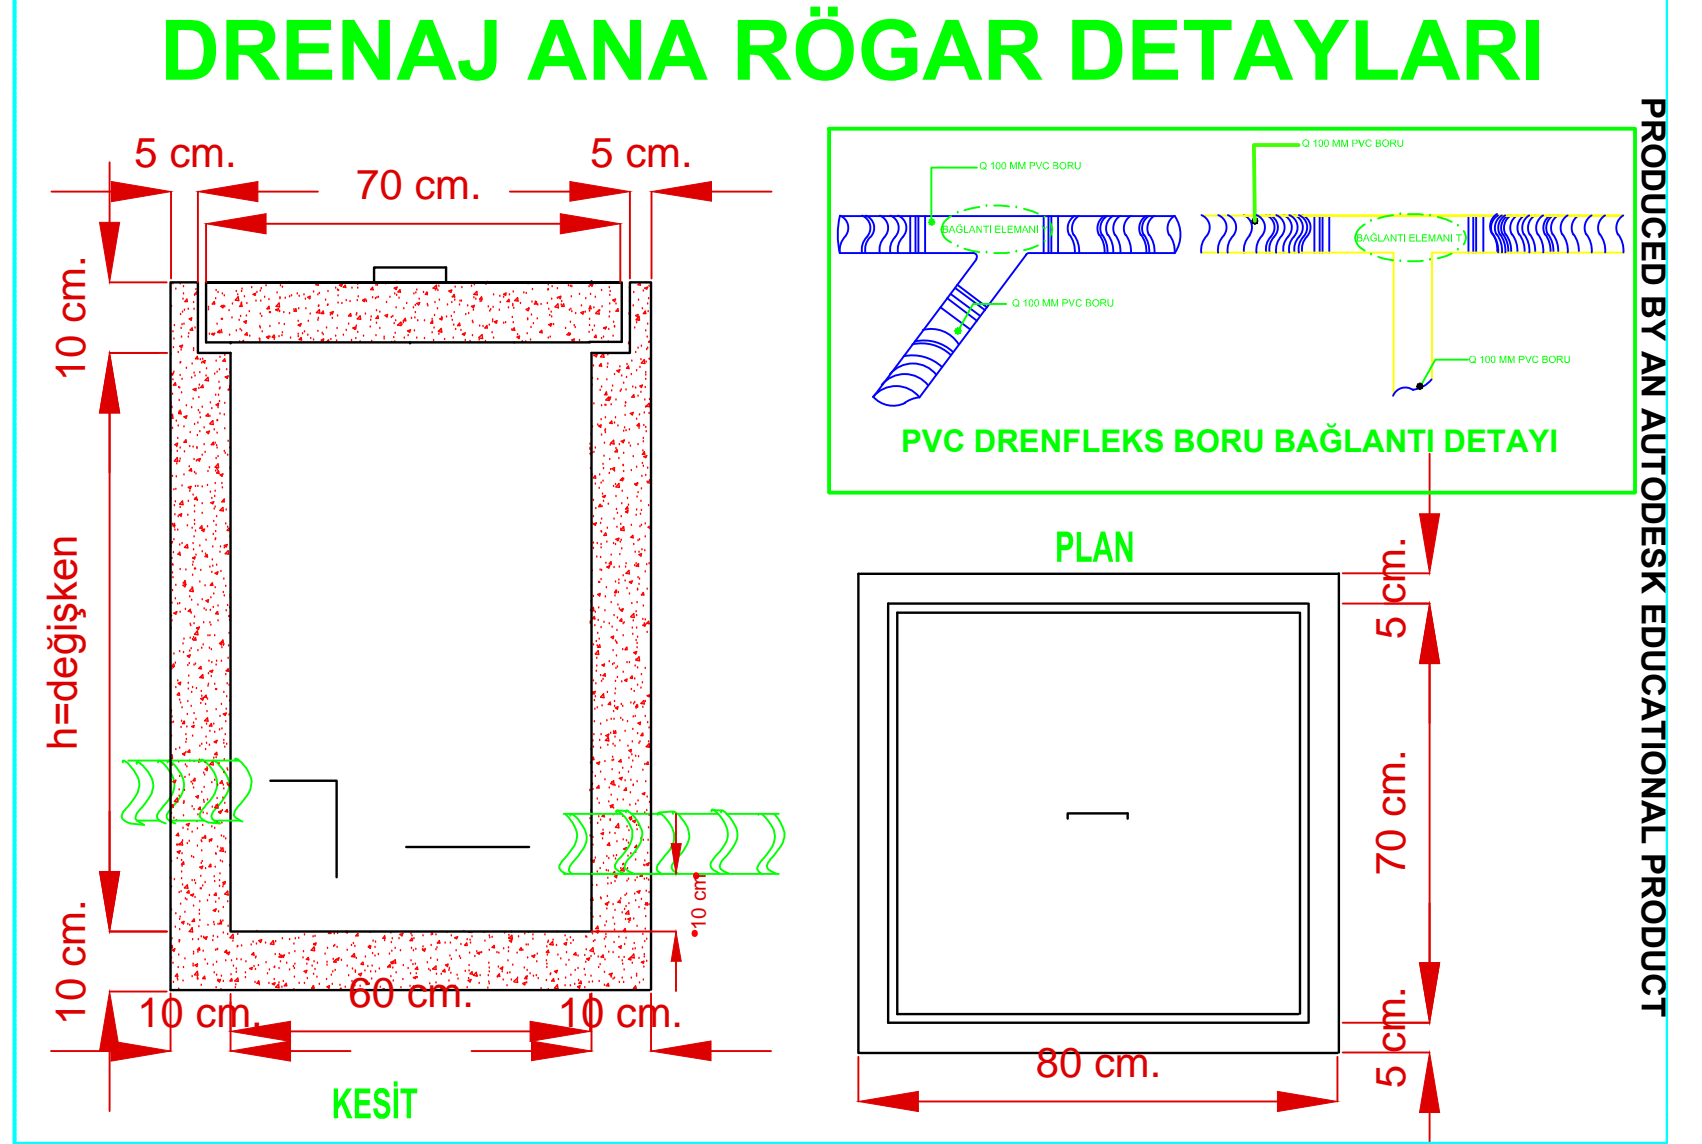 DRENAJ ANA RÖGAR DETAYLARI
5 cm.
5 cm.
70 cm.
10 cm.
h=değişken
10 cm.
10 cm.
60 cm.
10 cm.
10 cm
KESİT
Q 100 MM PVC BORU
Q 100 MM PVC BORU
BAĞLANTI ELEMANI Y
BAĞLANTI ELEMANI T
Q 100 MM PVC BORU
Q 100 MM PVC BORU
PVC DRENFLEKS BORU BAĞLANTI DETAYI
PLAN
5 cm.
70 cm.
5 cm.
80 cm.
PRODUCED BY AN AUTODESK EDUCATIONAL PRODUCT